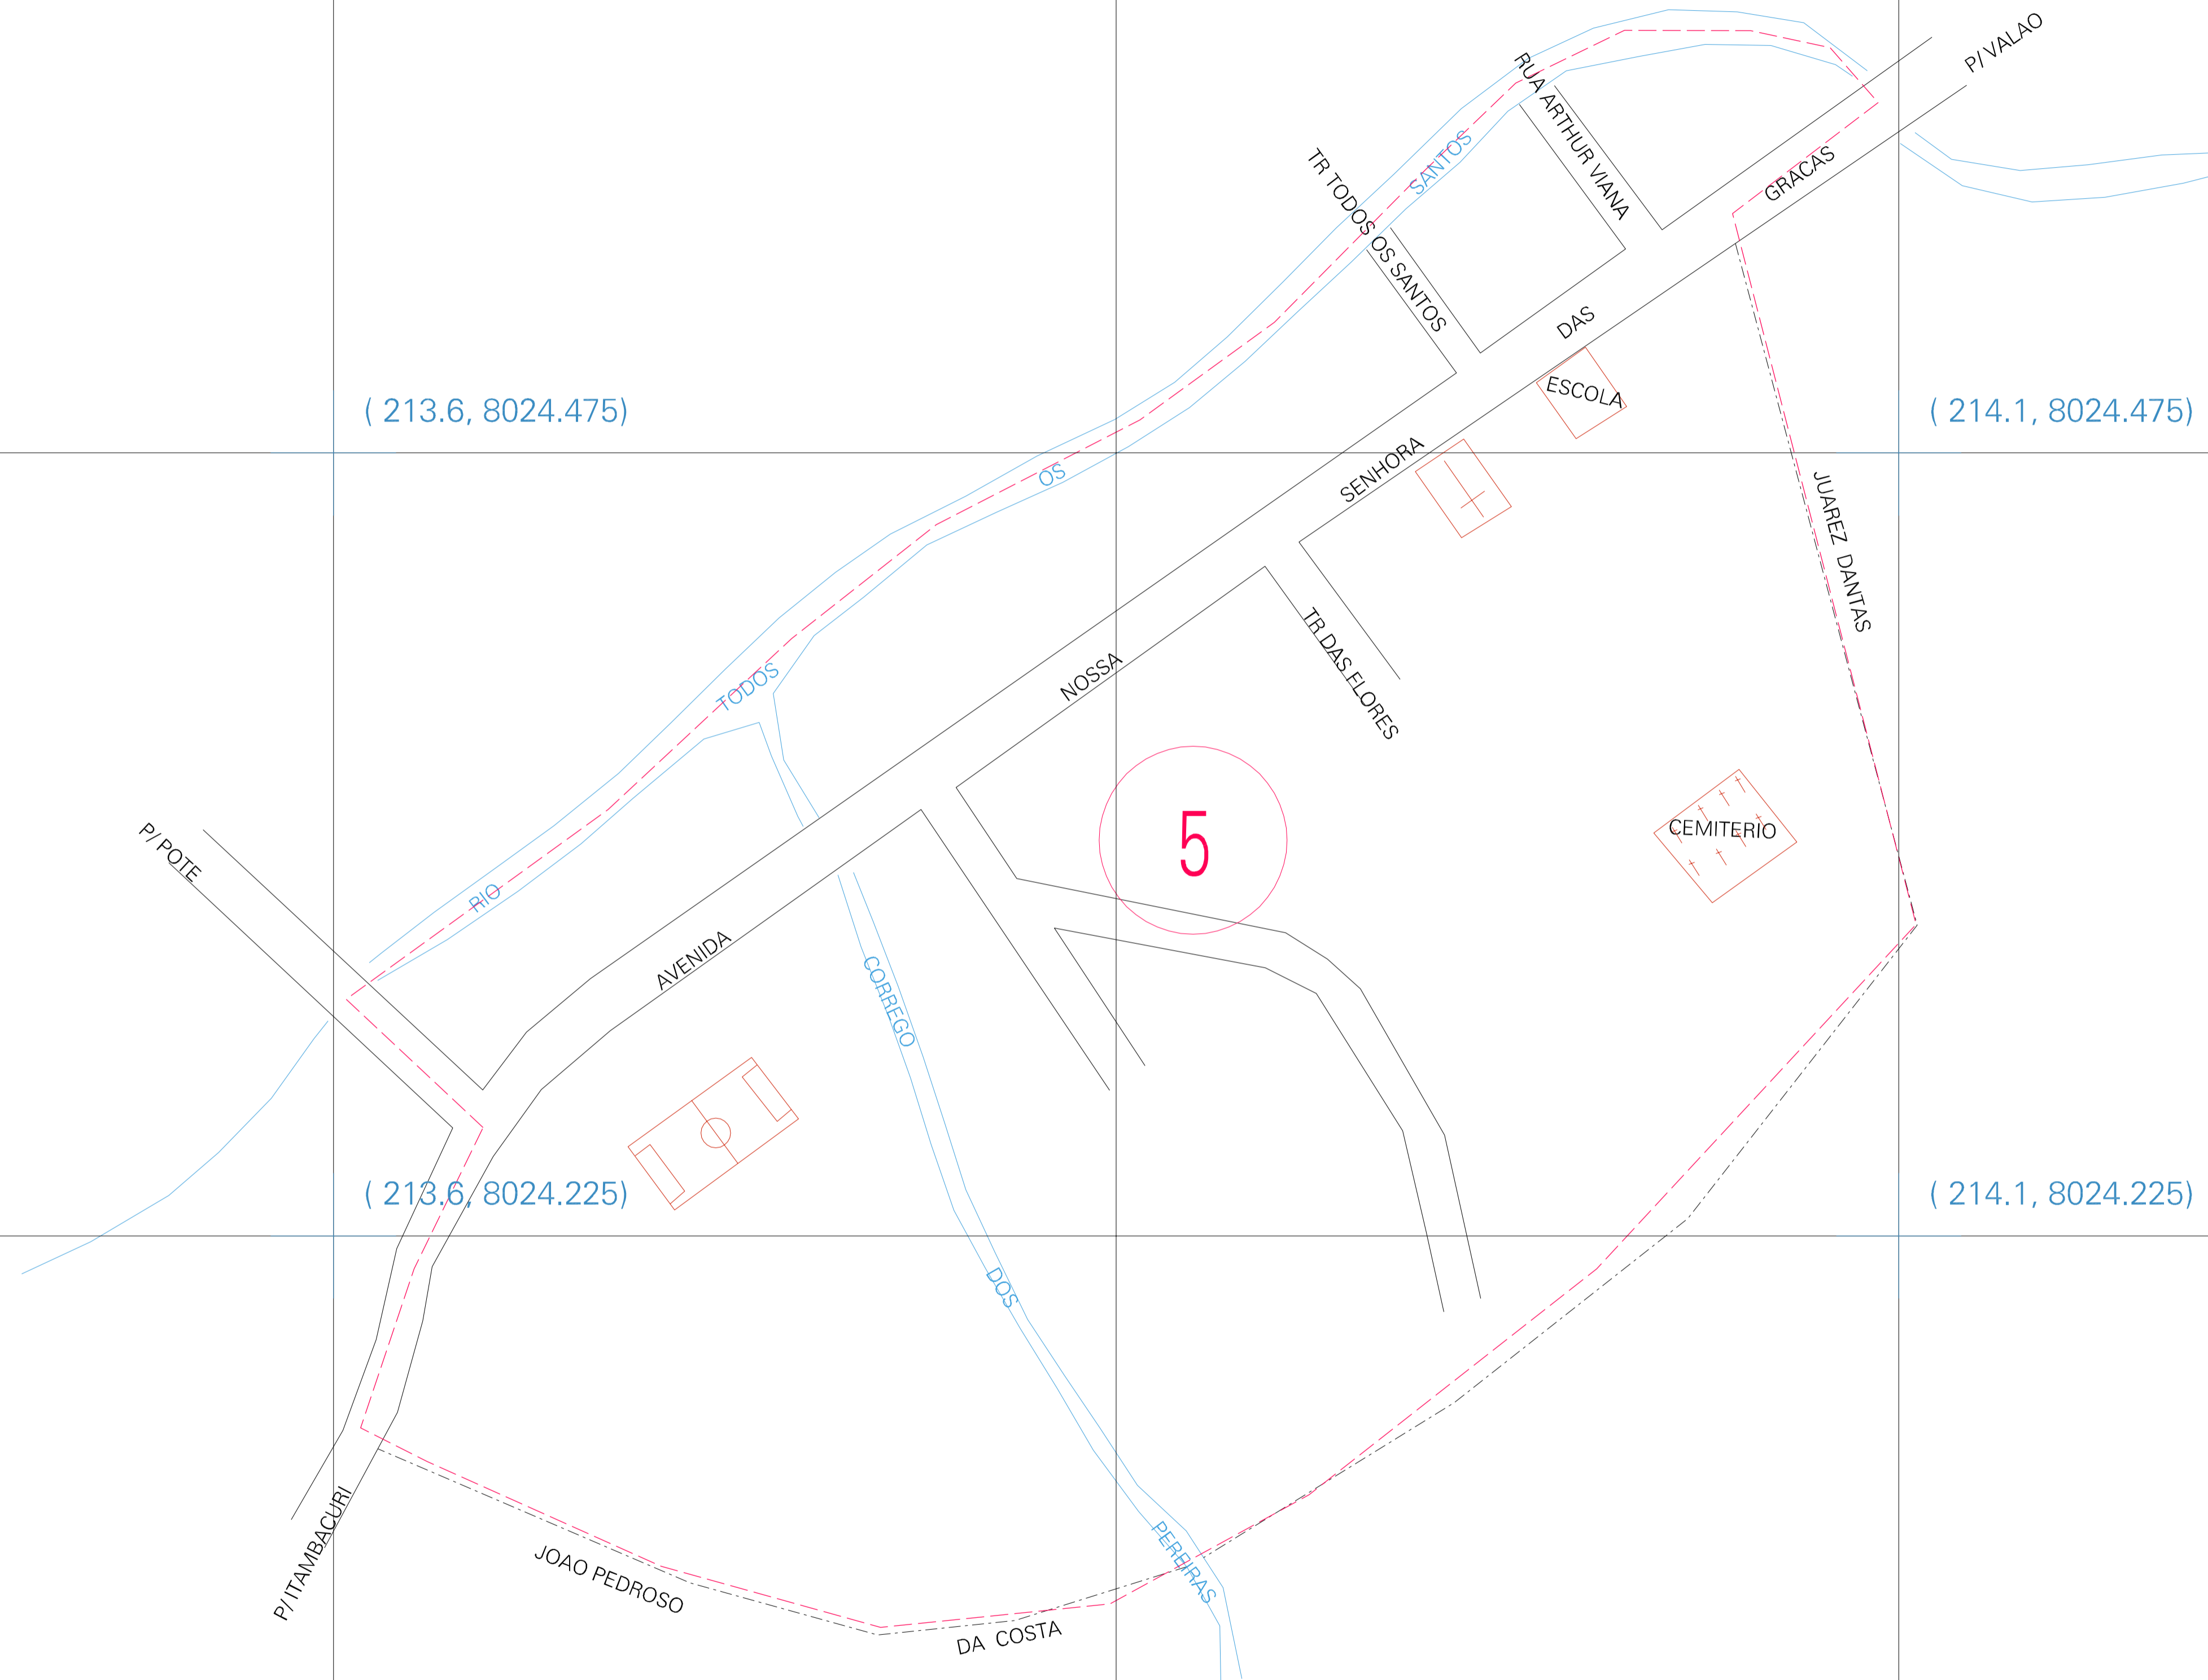 P/VALAO
RUA ARTHUR VIANA
SANTOS
TR TODOS OS SANTOS
GRACAS
DAS
ESCOLA
( 213.6, 8024.475)
( 214.1, 8024.475)
SENHORA
OS
JUAREZ DANTAS
NOSSA
TR DAS FLORES
TODOS
5
CEMITERIO
P/POTE
RIO
AVENIDA
CORREGO
( 213.6, 8024.225)
( 214.1, 8024.225)
DOS
P/ITAMBACURI
PEREIRAS
JOAO PEDROSO
DA COSTA